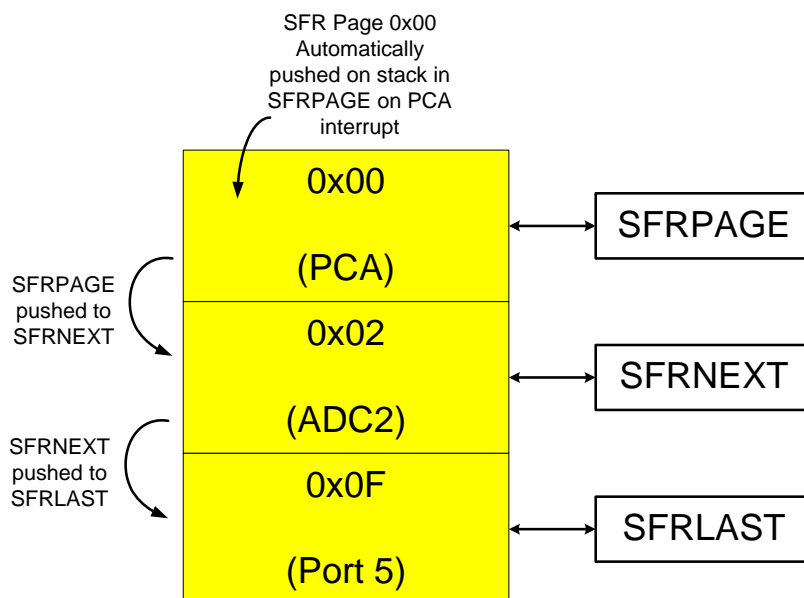 SFR Page 0x00
Automatically
pushed on stack in
SFRPAGE on PCA
interrupt
0x00
(PCA)
SFRPAGE
SFRPAGE
pushed to
SFRNEXT
0x02
(ADC2)
SFRNEXT
SFRNEXT
pushed to
SFRLAST
0x0F
(Port 5)
SFRLAST